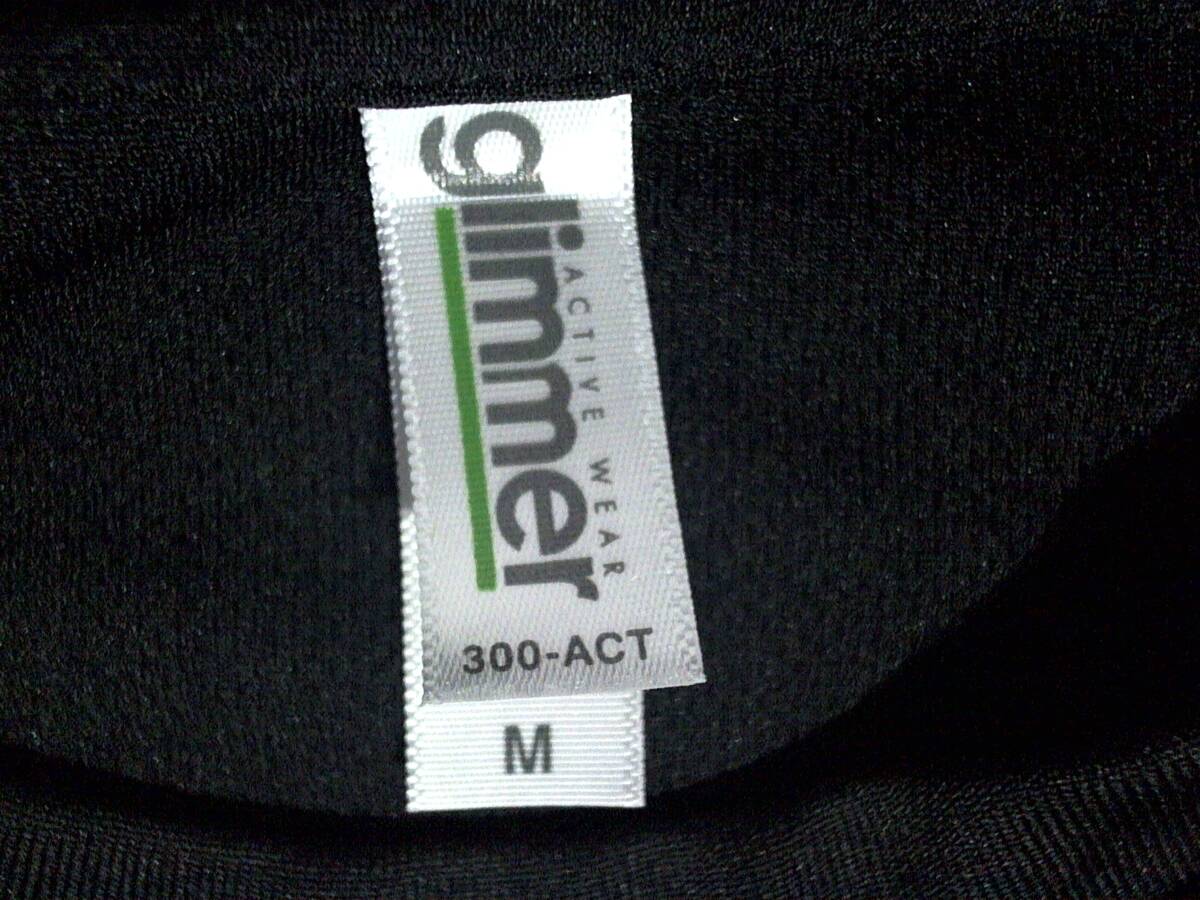 glimmer
ACTIVE WEAR
300-ACT
M